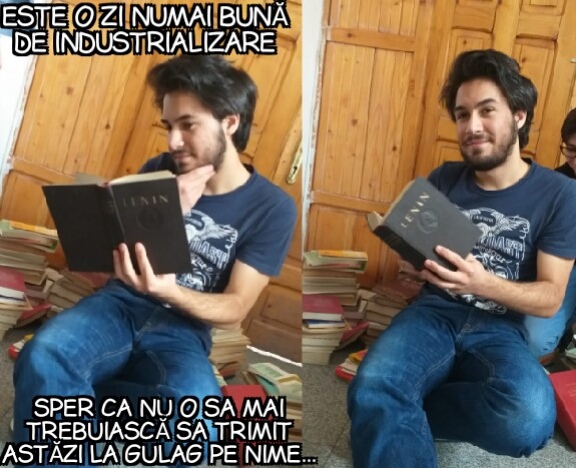 ESTE O ZI NUMAI BUNĂ
DE INDUSTRIALIZARE
LENIN
LENIN
SPER CA NU O SA MAI
TREBUIASCĂ SA TRIMIT
ASTĂZI LA GULAG PE NIME...